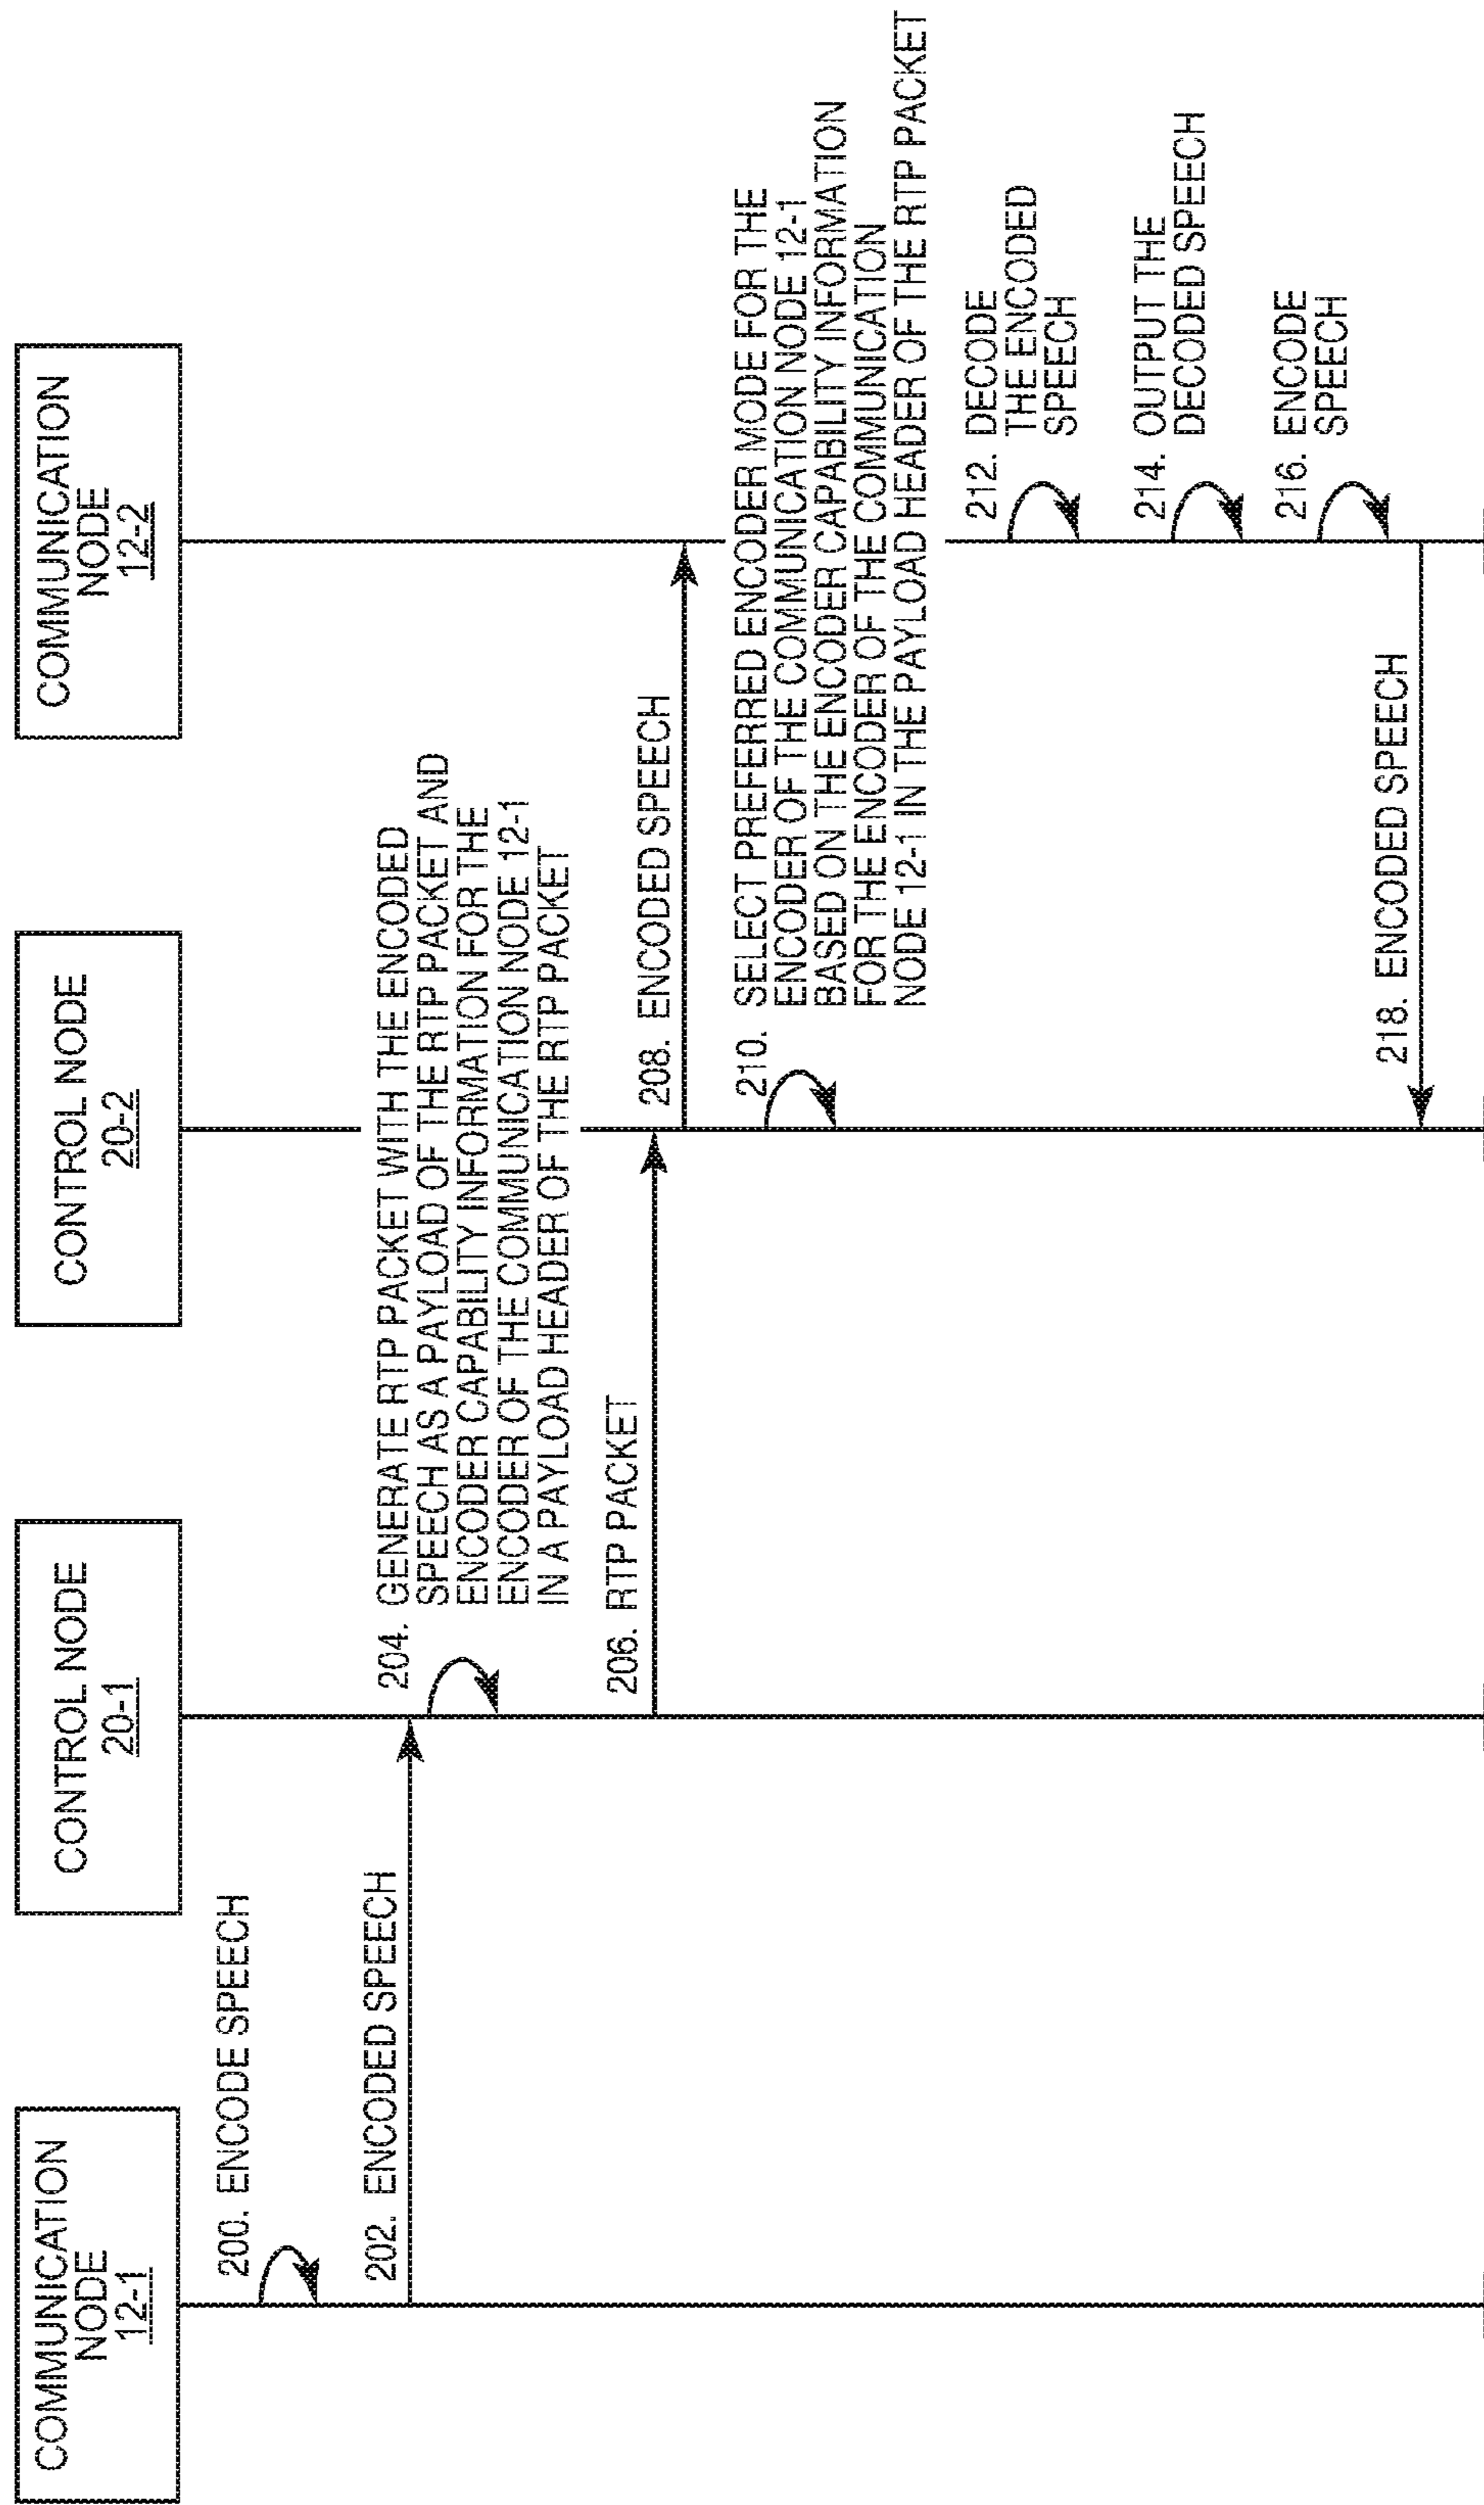 COMMUNICATION
NODE
12-1
CONTROL NODE
20-1
CONTROL NODE
20-2
COMMUNICATION
NODE
12-2
200. ENCODE SPEECH
202. ENCODED SPEECH
204. GENERATE RTP PACKET WITH THE ENCODED
SPEECH AS A PAYLOAD OF THE RTP PACKET AND
ENCODER CAPABILITY INFORMATION FOR THE
ENCODER OF THE COMMUNICATION NODE 12-1
IN A PAYLOAD HEADER OF THE RTP PACKET
206. RTP PACKET
208. ENCODED SPEECH
210. SELECT PREFERRED ENCODER MODE FOR THE
ENCODER OF THE COMMUNICATION NODE 12-1
BASED ON THE ENCODER CAPABILITY INFORMATION
FOR THE ENCODER OF THE COMMUNICATION
NODE 12-1 IN THE PAYLOAD HEADER OF THE RTP PACKET
212. DECODE
THE ENCODED
SPEECH
214. OUTPUT THE
DECODED SPEECH
216. ENCODE
SPEECH
218. ENCODED SPEECH